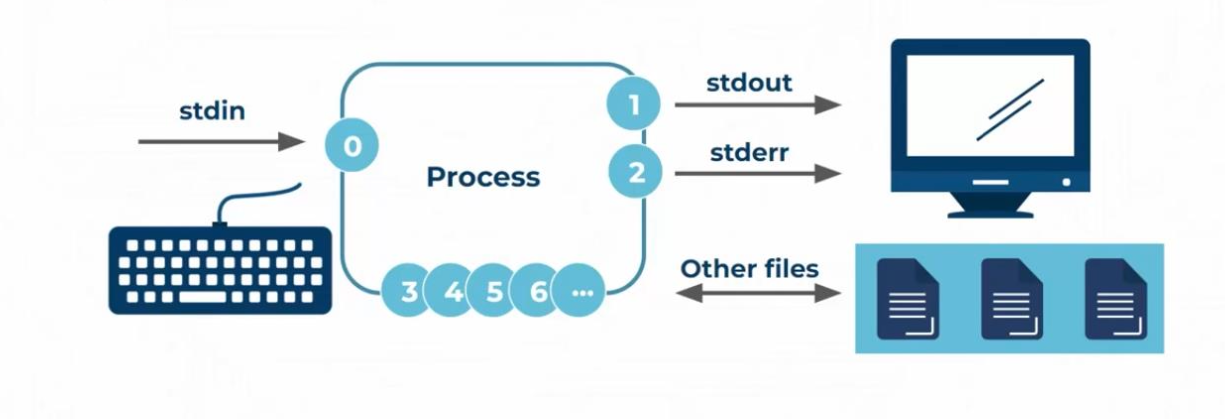 stdin
0
Process
1
stdout
2
stderr
3 4 5 6 ...
Other files